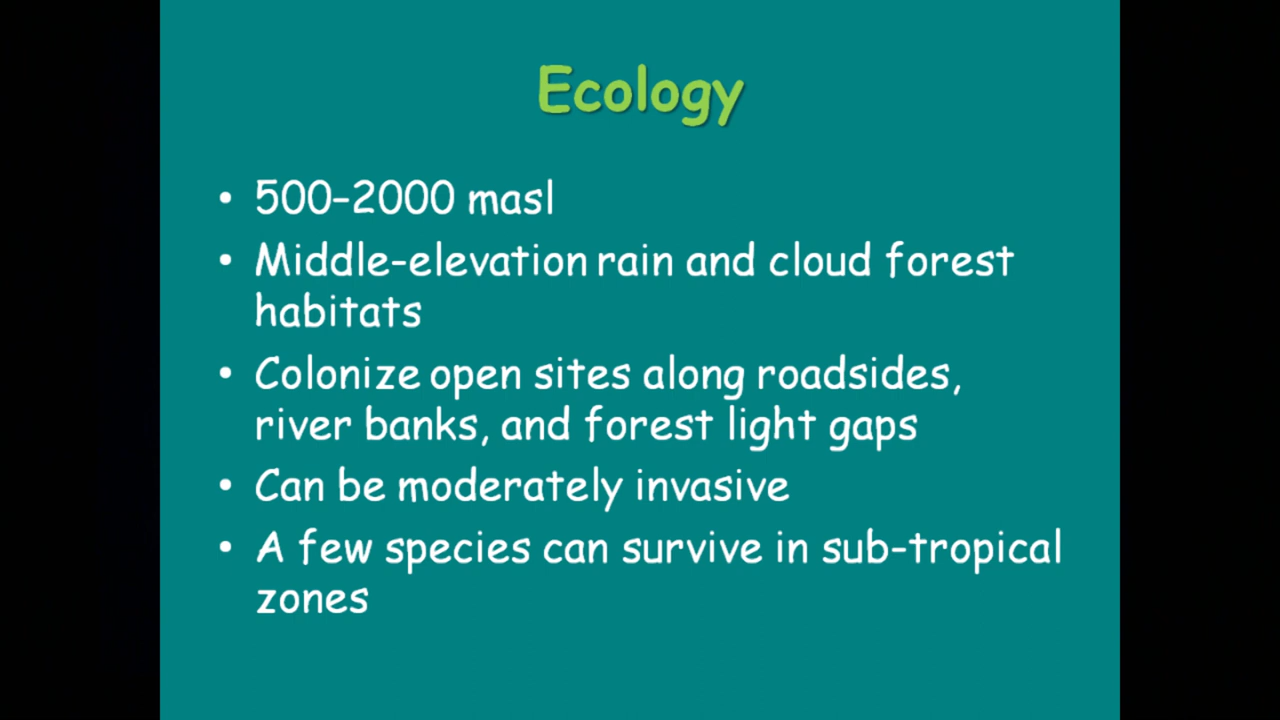 Ecology
• 500–2000 masl
• Middle-elevation rain and cloud forest
habitats
• Colonize open sites along roadsides,
river banks, and forest light gaps
• Can be moderately invasive
• A few species can survive in sub-tropical
zones